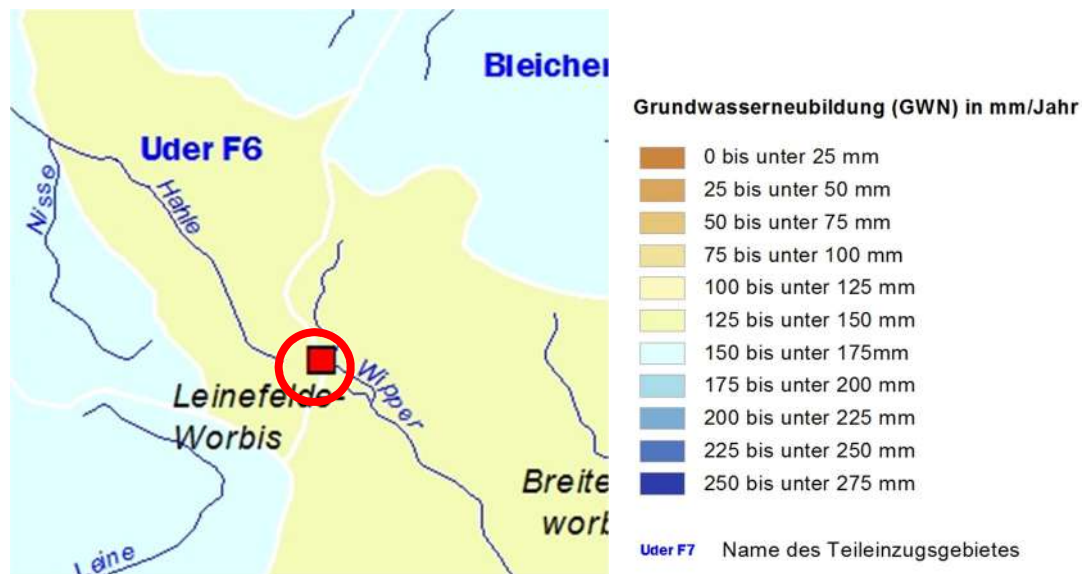 Bleicher
Uder F6
Hahle
Nisse
Wipper
Leinefelde-
Worbis
Breite
worb
Leine
Grundwasserneubildung (GWN) in mm/Jahr
0 bis unter 25 mm
25 bis unter 50 mm
50 bis unter 75 mm
75 bis unter 100 mm
100 bis unter 125 mm
125 bis unter 150 mm
150 bis unter 175mm
175 bis unter 200 mm
200 bis unter 225 mm
225 bis unter 250 mm
250 bis unter 275 mm
Uder F7 Name des Teileinzugsgebietes